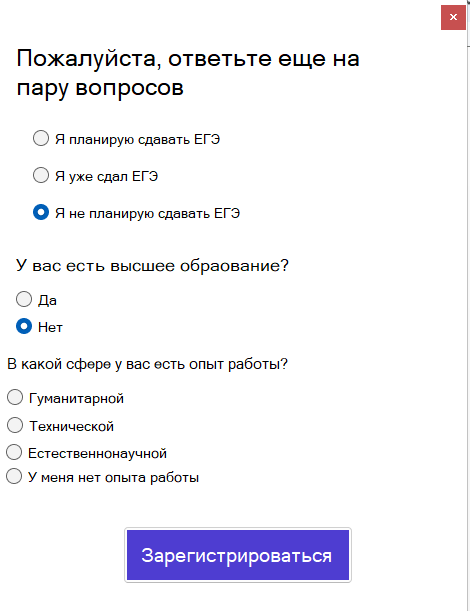 Пожалуйста, ответьте еще на
пару вопросов
Я планирую сдавать ЕГЭ
Я уже сдал ЕГЭ
Я не планирую сдавать ЕГЭ
У вас есть высшее обраование?
Да
Нет
В какой сфере у вас есть опыт работы?
Гуманитарной
Технической
Естественнонаучной
У меня нет опыта работы
Зарегистрироваться